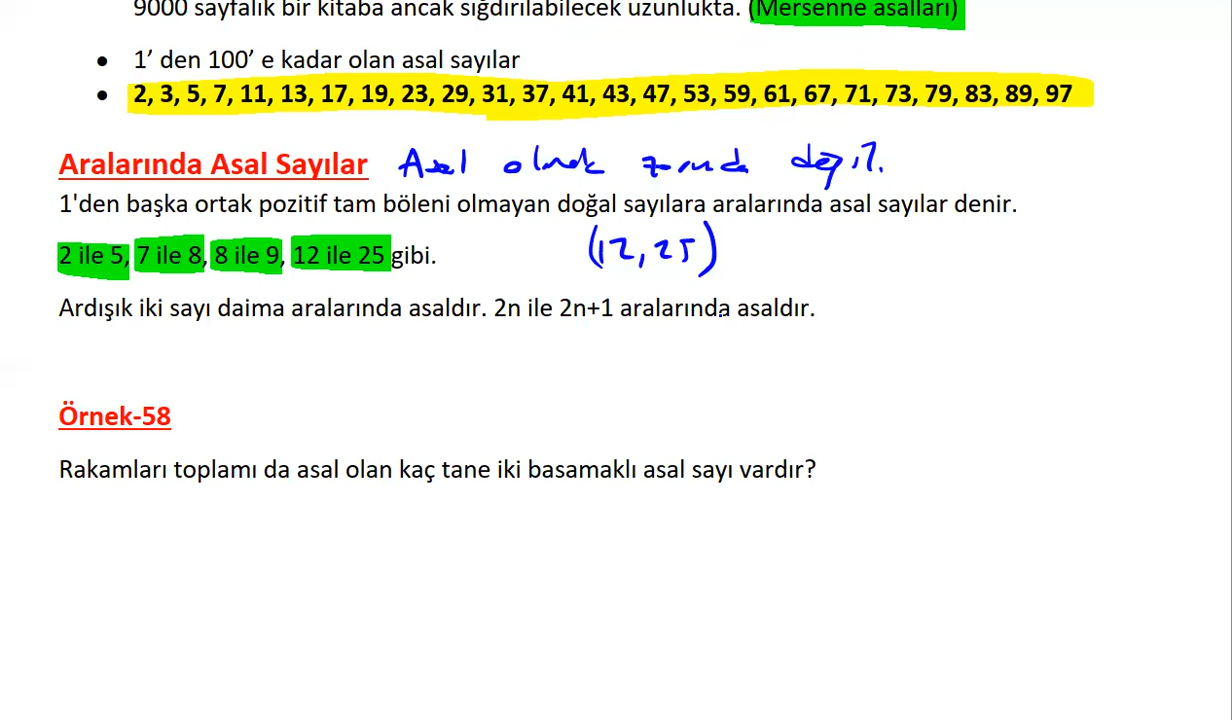 9000 sayfalık bir kitaba ancak sığdırılabilecek uzunlukta. (Mersenne asalları)
• 1’ den 100’ e kadar olan asal sayılar
• 2, 3, 5, 7, 11, 13, 17, 19, 23, 29, 31, 37, 41, 43, 47, 53, 59, 61, 67, 71, 73, 79, 83, 89, 97
Aralarında Asal Sayılar Asal olmak zorunda değil.
1'den başka ortak pozitif tam böleni olmayan doğal sayılara aralarında asal sayılar denir.
2 ile 5, 7 ile 8, 8 ile 9, 12 ile 25 gibi. (12, 25)
Ardışık iki sayı daima aralarında asaldır. 2n ile 2n+1 aralarında asaldır.
Örnek-58
Rakamları toplamı da asal olan kaç tane iki basamaklı asal sayı vardır?